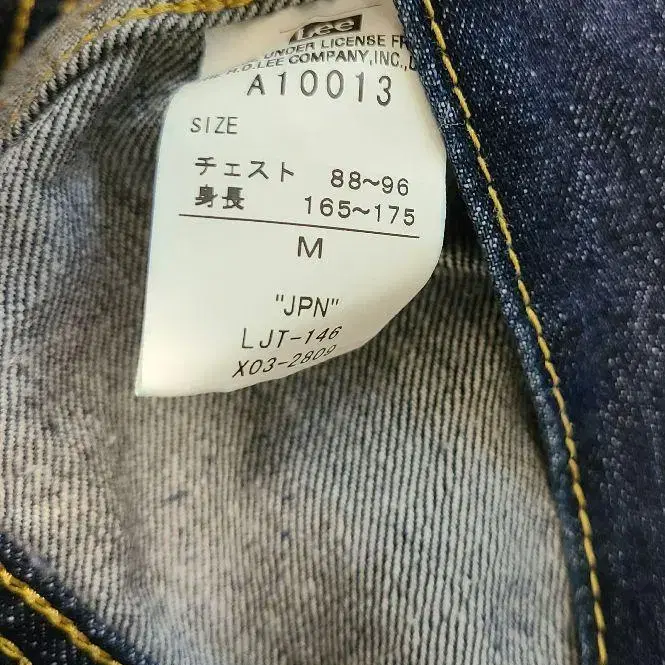 Lee
UNDER LICENSE
H.D.LEE COMPANY,INC.,
A10013
SIZE
チェスト 88~96
身長 165~175
M
"JPN"
LJT-146
X03-2809